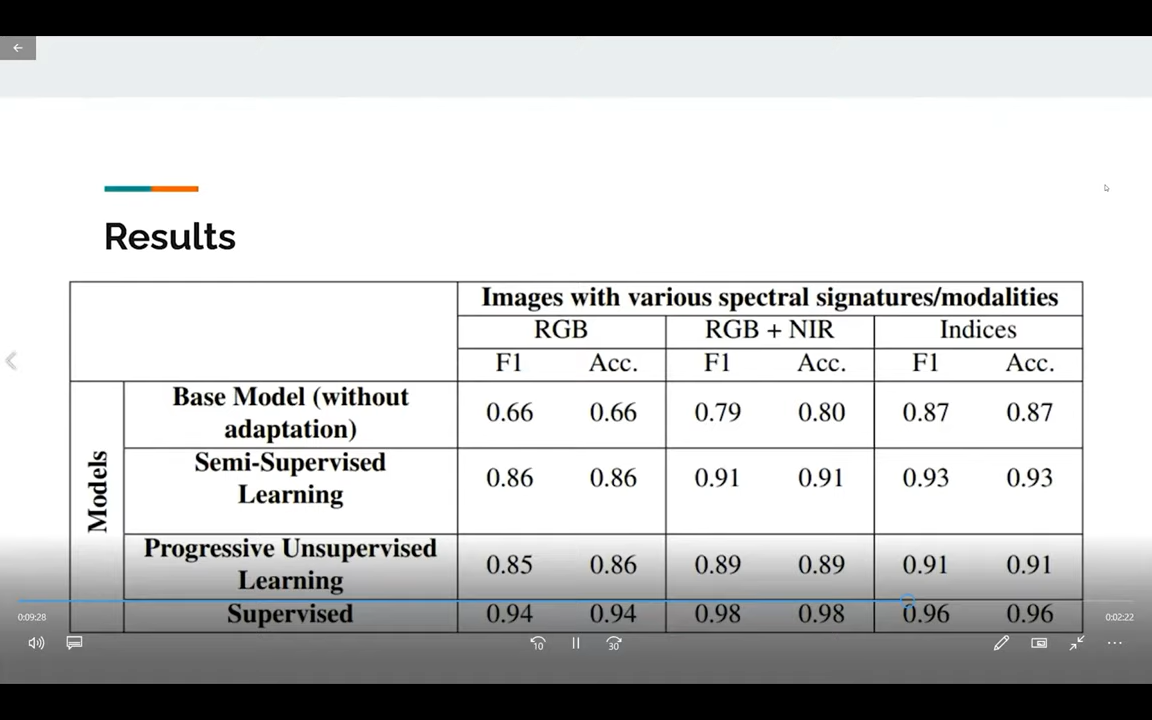 Results
Images with various spectral signatures/modalities
RGB RGB + NIR Indices
F1 Acc. F1 Acc. F1 Acc.
Models
Base Model (without
adaptation)
0.66 0.66 0.79 0.80 0.87 0.87
Semi-Supervised
Learning
0.86 0.86 0.91 0.91 0.93 0.93
Progressive Unsupervised
Learning
0.85 0.86 0.89 0.89 0.91 0.91
Supervised 0.94 0.94 0.98 0.98 0.96 0.96
0:09:28 0:02:22
10 30